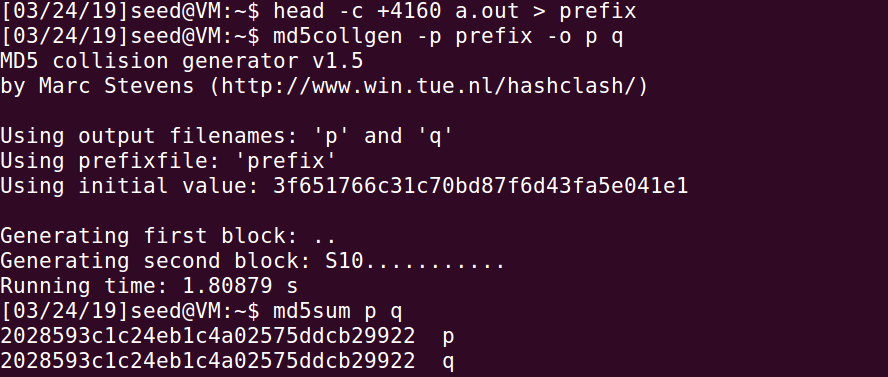 [03/24/19]seed@VM:~$ head -c +4160 a.out > prefix
[03/24/19]seed@VM:~$ md5collgen -p prefix -o p q
MD5 collision generator v1.5
by Marc Stevens (http://www.win.tue.nl/hashclash/)
Using output filenames: 'p' and 'q'
Using prefixfile: 'prefix'
Using initial value: 3f651766c31c70bd87f6d43fa5e041e1
Generating first block: ..
Generating second block: S10...........
Running time: 1.80879 s
[03/24/19]seed@VM:~$ md5sum p q
2028593c1c24eb1c4a02575ddcb29922  p
2028593c1c24eb1c4a02575ddcb29922  q